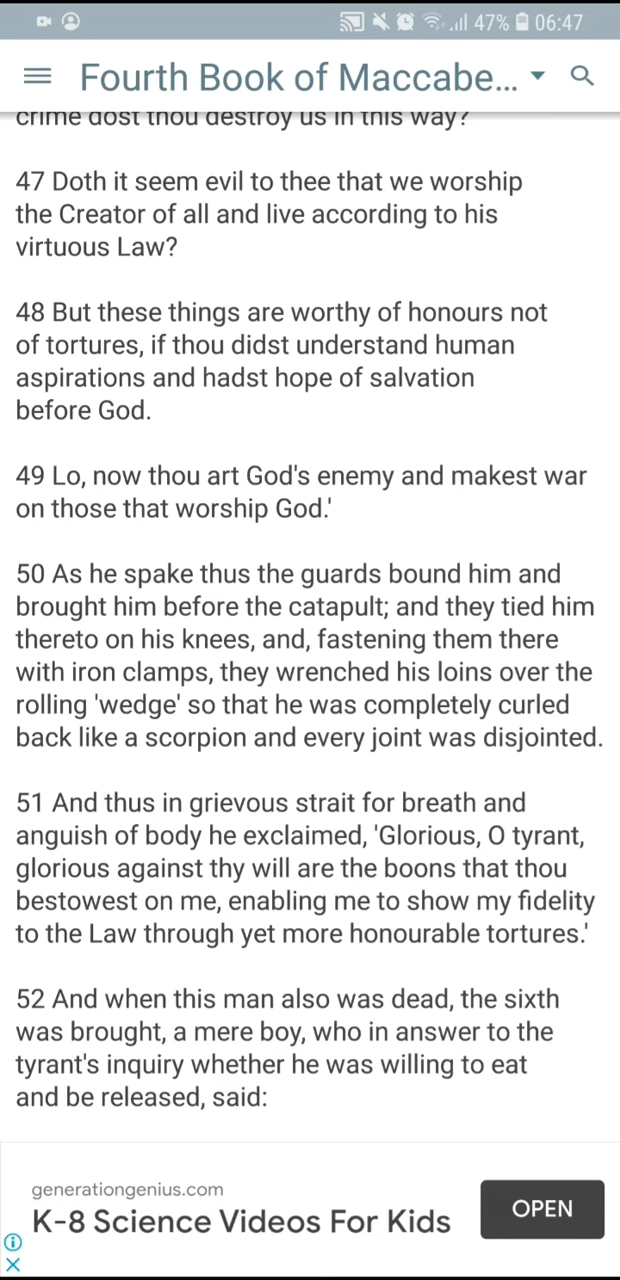 47% 06:47
Fourth Book of Maccabe...
crime dost thou destroy us in this way?
47 Doth it seem evil to thee that we worship
the Creator of all and live according to his
virtuous Law?
48 But these things are worthy of honours not
of tortures, if thou didst understand human
aspirations and hadst hope of salvation
before God.
49 Lo, now thou art God's enemy and makest war
on those that worship God.'
50 As he spake thus the guards bound him and
brought him before the catapult; and they tied him
thereto on his knees, and, fastening them there
with iron clamps, they wrenched his loins over the
rolling 'wedge' so that he was completely curled
back like a scorpion and every joint was disjointed.
51 And thus in grievous strait for breath and
anguish of body he exclaimed, 'Glorious, O tyrant,
glorious against thy will are the boons that thou
bestowest on me, enabling me to show my fidelity
to the Law through yet more honourable tortures.'
52 And when this man also was dead, the sixth
was brought, a mere boy, who in answer to the
tyrant's inquiry whether he was willing to eat
and be released, said:
generationgenius.com
K-8 Science Videos For Kids
OPEN